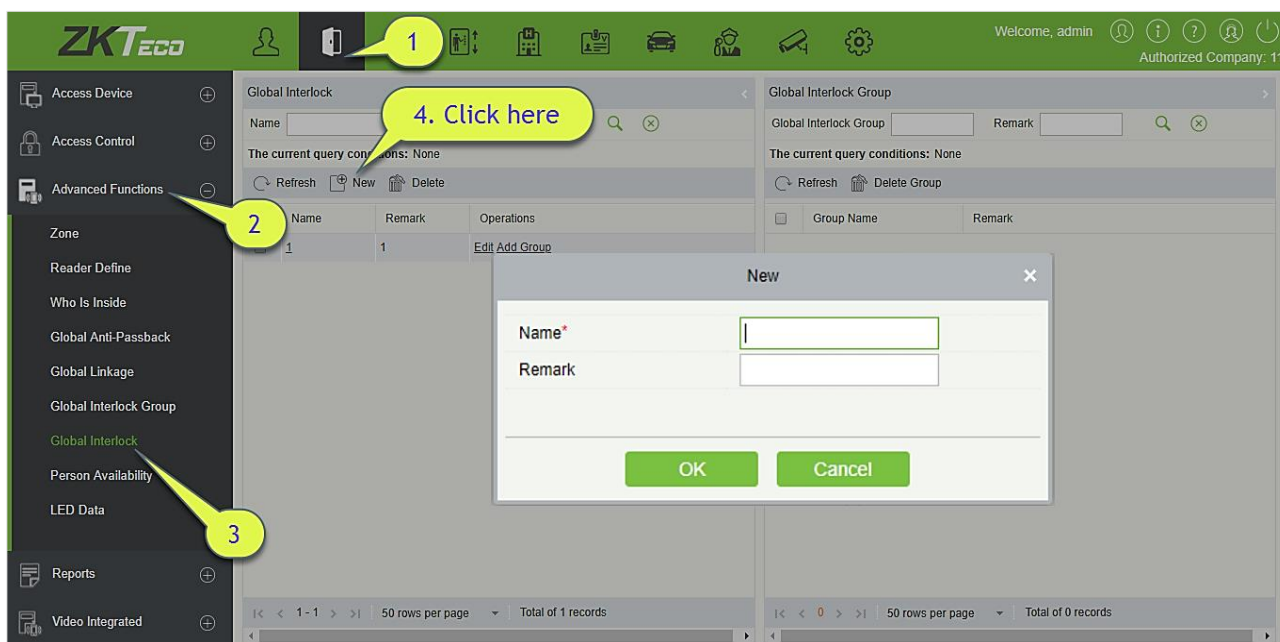 ZKTeco
1
Welcome, admin
Authorized Company: 1
Access Device
Access Control
Advanced Functions
2
Zone
Reader Define
Who Is Inside
Global Anti-Passback
Global Linkage
Global Interlock Group
Global Interlock
Person Availability
LED Data
3
Reports
Video Integrated
Global Interlock
Name
4. Click here
The current query conditions: None
Refresh New Delete
Name Remark Operations
1 1 Edit Add Group
1 - 1 50 rows per page Total of 1 records
Global Interlock Group
Global Interlock Group Remark
The current query conditions: None
Refresh Delete Group
Group Name Remark
0 50 rows per page Total of 0 records
New
Name*
Remark
OK Cancel